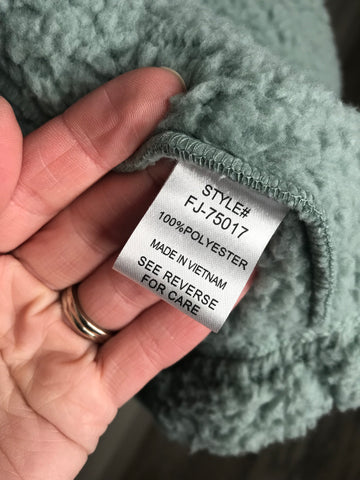 STYLE#
FJ-75017
100%POLYESTER
MADE IN VIETNAM
SEE REVERSE
FOR CARE